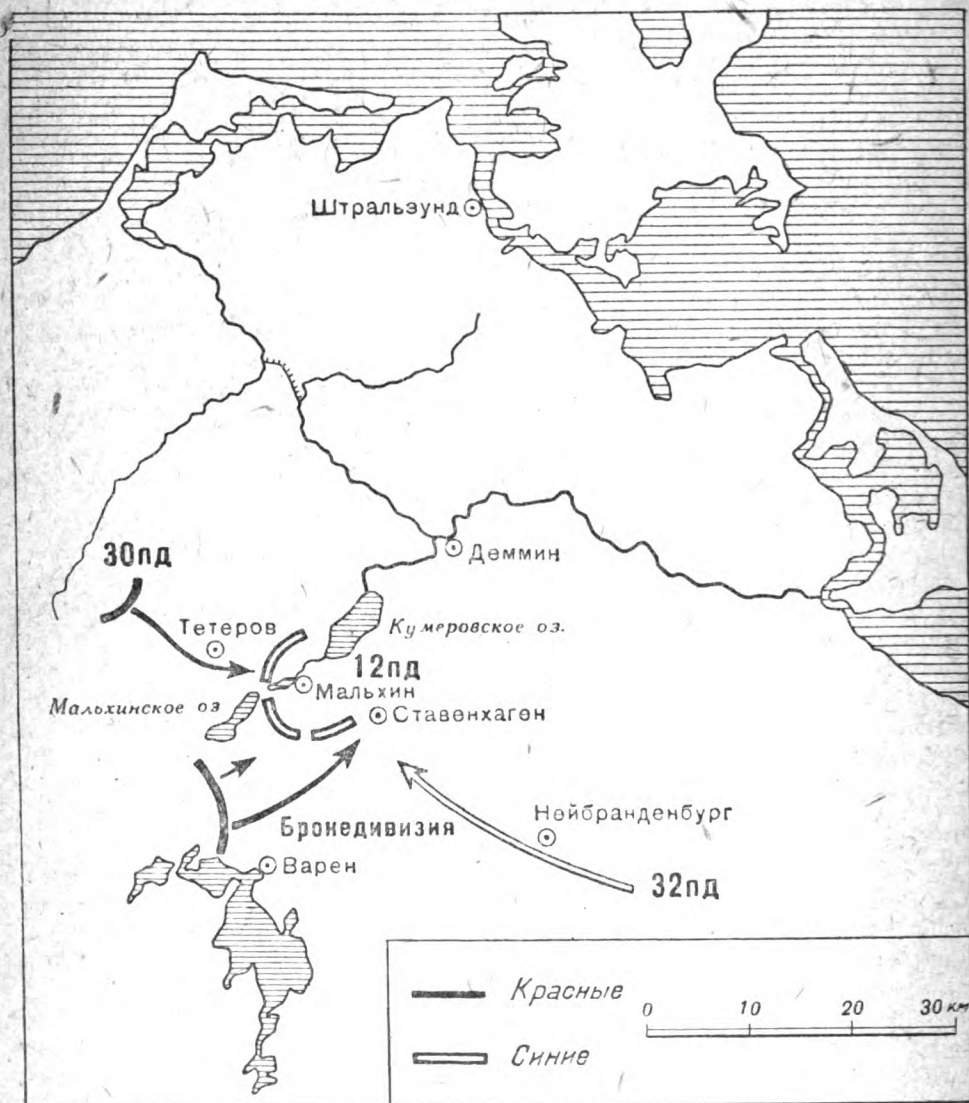 Штральзунд
Деммин
30пд
Тетеров
Кумеровское оз.
12пд
Мальхин
Мальхинское оз
Ставенхаген
Нейбранденбург
Бронедивизия
Варен
32пд
Красные
0 10 20 30 км
Синие